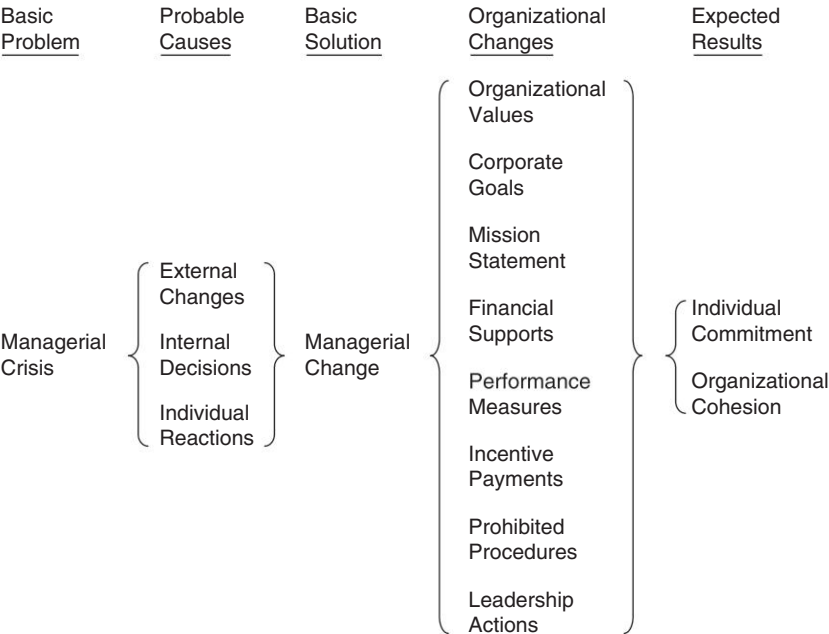 Basic
Problem
Probable
Causes
Basic
Solution
Organizational
Changes
Expected
Results
Managerial
Crisis
External
Changes
Internal
Decisions
Individual
Reactions
Managerial
Change
Organizational
Values
Corporate
Goals
Mission
Statement
Financial
Supports
Performance
Measures
Incentive
Payments
Prohibited
Procedures
Leadership
Actions
Individual
Commitment
Organizational
Cohesion